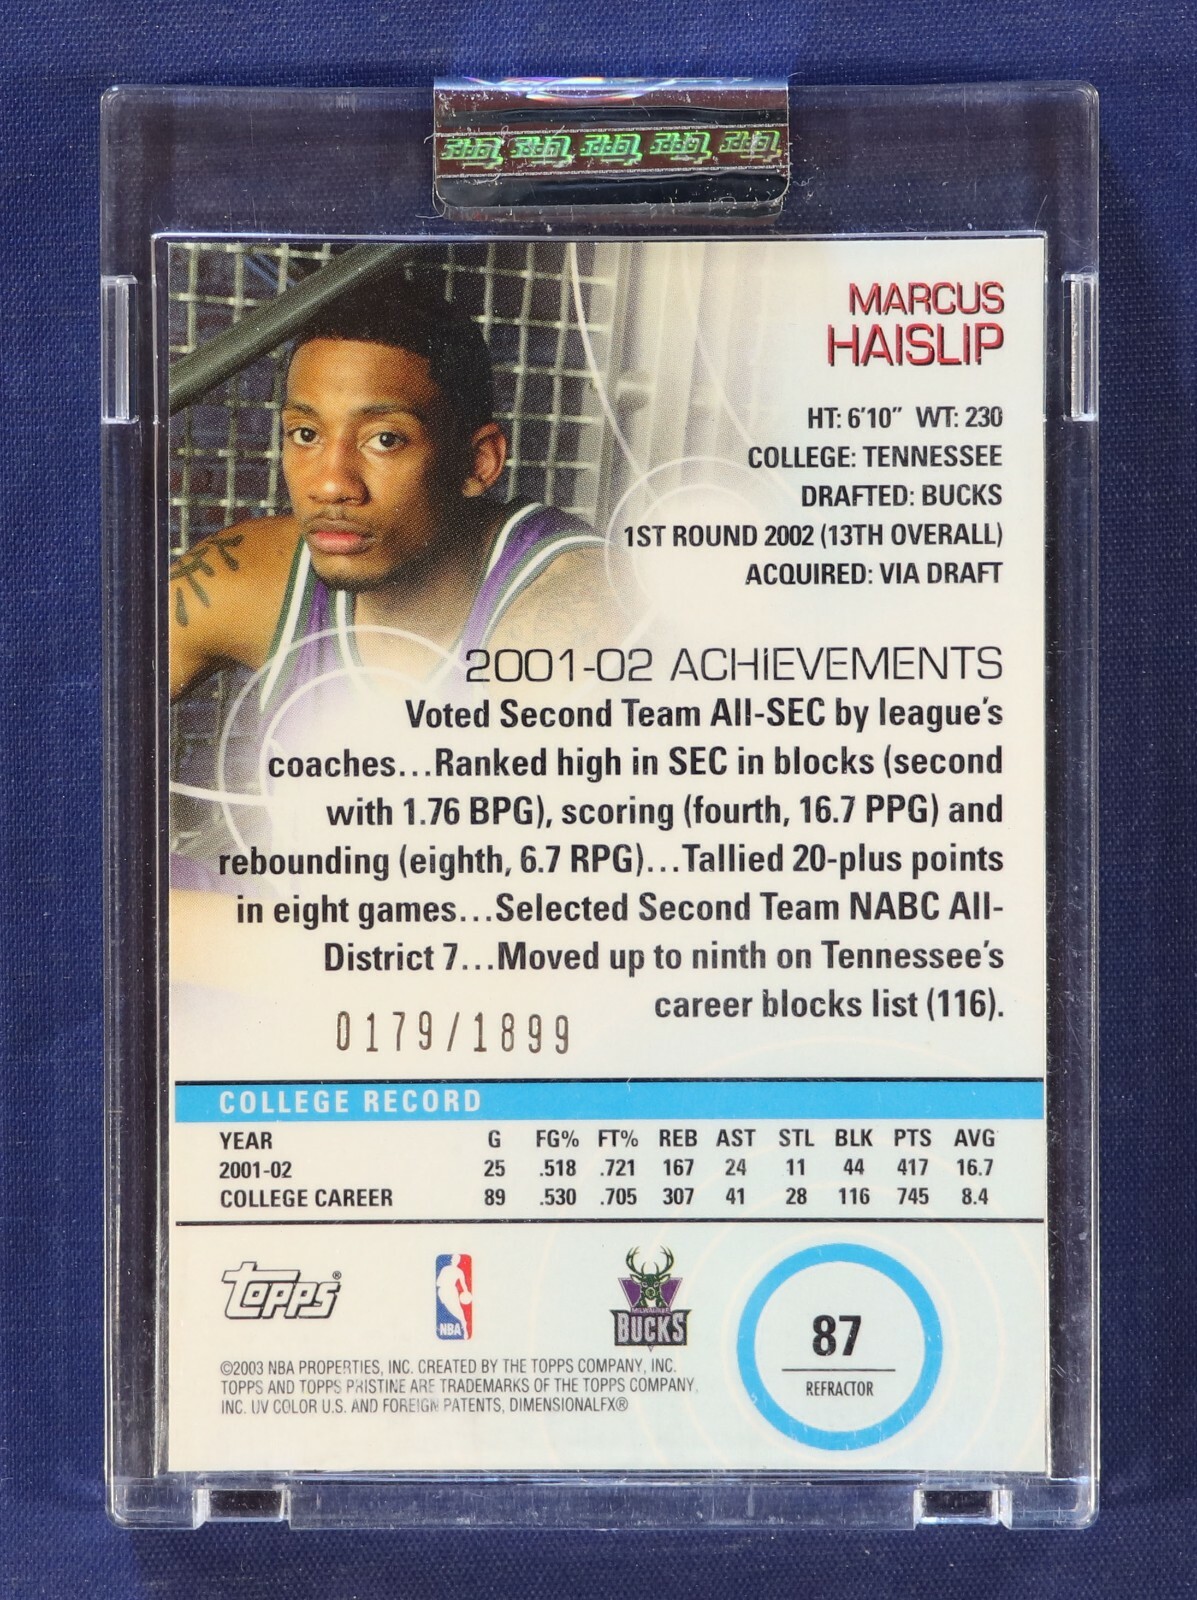 TOPPS TOPPS TOPPS TOPPS TOPPS
MARCUS
HAISLIP
HT: 6'10" WT: 230
COLLEGE: TENNESSEE
DRAFTED: BUCKS
1ST ROUND 2002 (13TH OVERALL)
ACQUIRED: VIA DRAFT
2001-02 ACHIEVEMENTS
Voted Second Team All-SEC by league's
coaches...Ranked high in SEC in blocks (second
with 1.76 BPG), scoring (fourth, 16.7 PPG) and
rebounding (eighth, 6.7 RPG)...Tallied 20-plus points
in eight games...Selected Second Team NABC All-
District 7...Moved up to ninth on Tennessee's
career blocks list (116).
0179/1899
COLLEGE RECORD
YEAR G FG% FT% REB AST STL BLK PTS AVG
2001-02 25 .518 .721 167 24 11 44 417 16.7
COLLEGE CAREER 89 .530 .705 307 41 28 116 745 8.4
TOPPS®
NBA
MILWAUKEE
BUCKS
87
REFRACTOR
©2003 NBA PROPERTIES, INC. CREATED BY THE TOPPS COMPANY, INC.
TOPPS AND TOPPS PRISTINE ARE TRADEMARKS OF THE TOPPS COMPANY,
INC. UV COLOR U.S. AND FOREIGN PATENTS, DIMENSIONALFX®